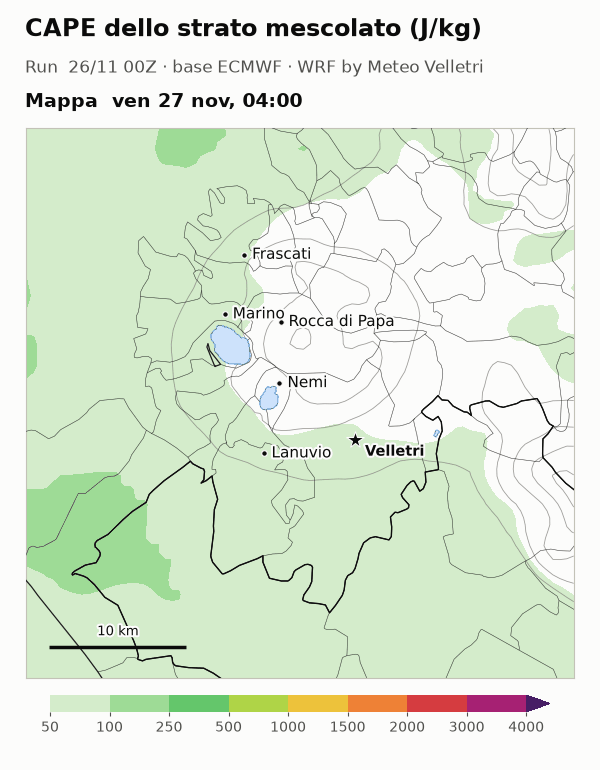 CAPE dello strato mescolato (J/kg)
Run  26/11 00Z · base ECMWF · WRF by Meteo Velletri
Mappa  ven 27 nov, 04:00
Frascati
Marino
Rocca di Papa
Nemi
Velletri
Lanuvio
10 km
50 100 250 500 1000 1500 2000 3000 4000